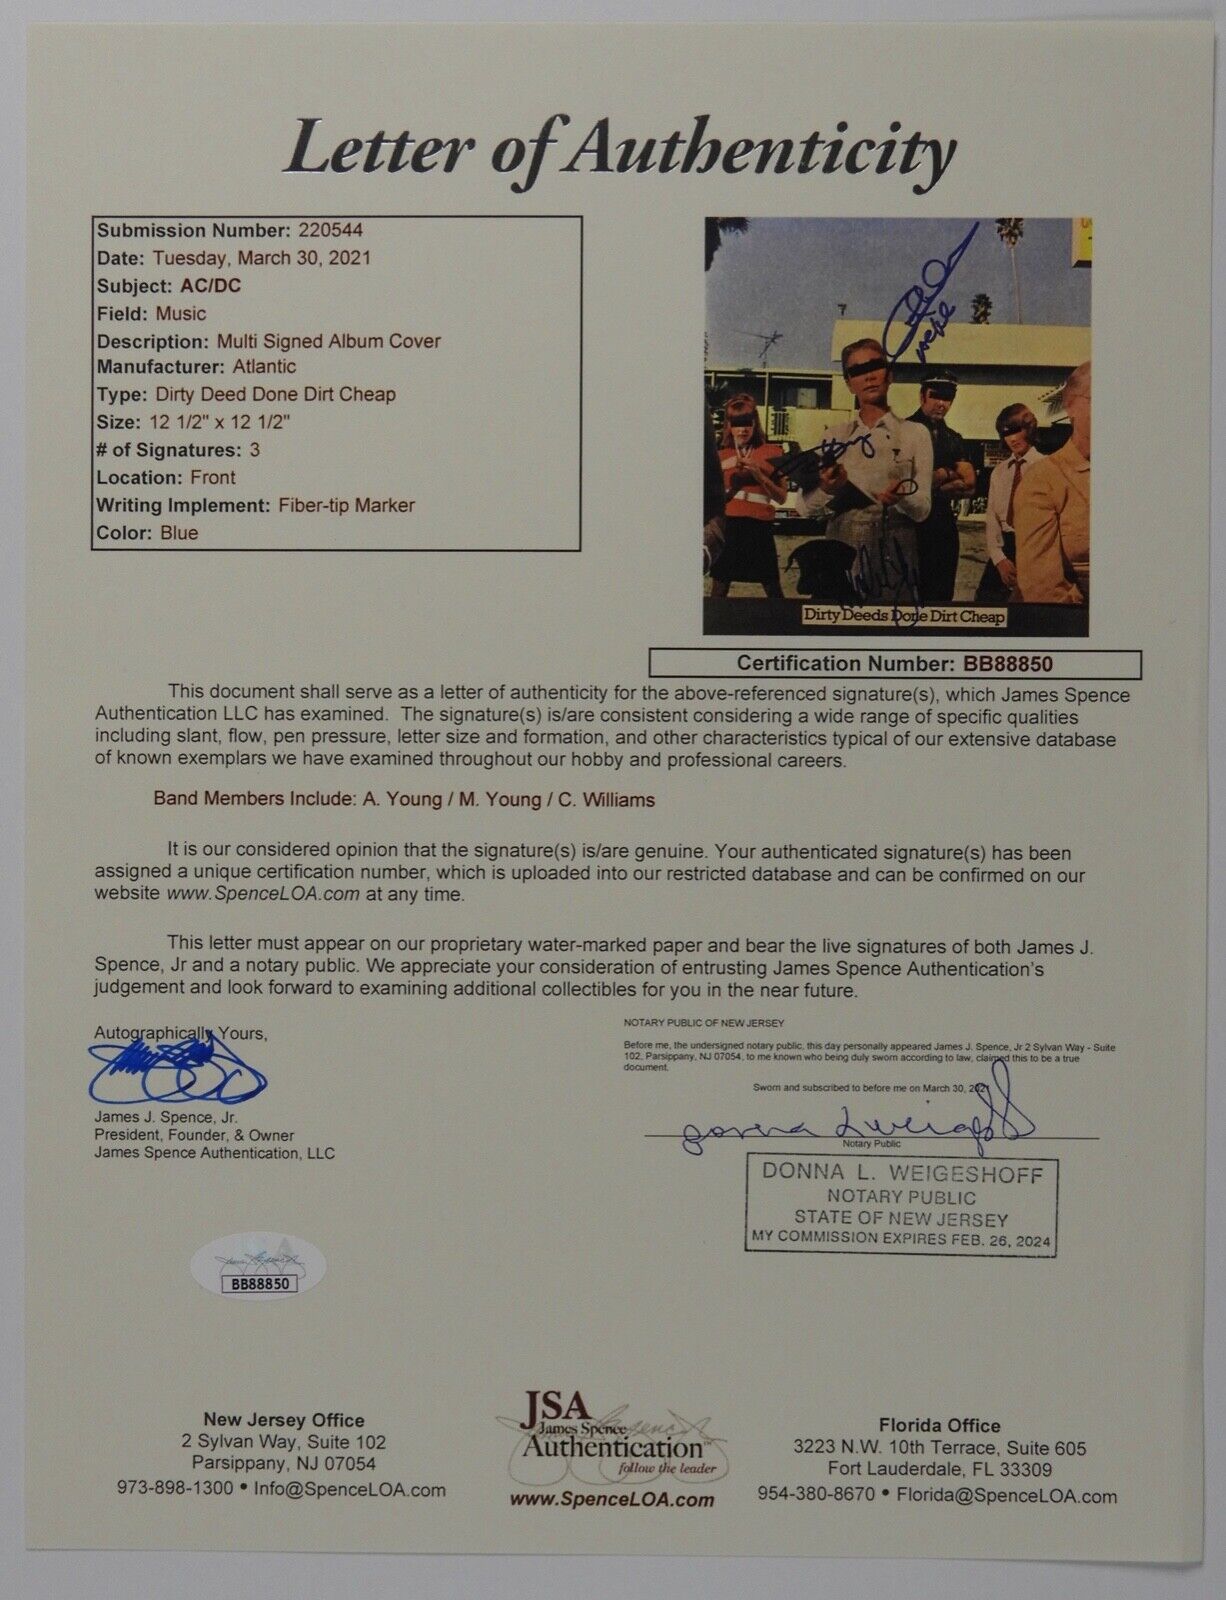 Letter of Authenticity
Submission Number: 220544
Date: Tuesday, March 30, 2021
Subject: AC/DC
Field: Music
Description: Multi Signed Album Cover
Manufacturer: Atlantic
Type: Dirty Deed Done Dirt Cheap
Size: 12 1/2" x 12 1/2"
# of Signatures: 3
Location: Front
Writing Implement: Fiber-tip Marker
Color: Blue
Dirty Deeds Done Dirt Cheap
Certification Number: BB88850
This document shall serve as a letter of authenticity for the above-referenced signature(s), which James Spence
Authentication LLC has examined. The signature(s) is/are consistent considering a wide range of specific qualities
including slant, flow, pen pressure, letter size and formation, and other characteristics typical of our extensive database
of known exemplars we have examined throughout our hobby and professional careers.
Band Members Include: A. Young / M. Young / C. Williams
It is our considered opinion that the signature(s) is/are genuine. Your authenticated signature(s) has been
assigned a unique certification number, which is uploaded into our restricted database and can be confirmed on our
website www.SpenceLOA.com at any time.
This letter must appear on our proprietary water-marked paper and bear the live signatures of both James J.
Spence, Jr and a notary public. We appreciate your consideration of entrusting James Spence Authentication's
judgement and look forward to examining additional collectibles for you in the near future.
Autographically Yours,
James J. Spence, Jr.
President, Founder, & Owner
James Spence Authentication, LLC
NOTARY PUBLIC OF NEW JERSEY
Before me, the undersigned notary public, this day personally appeared James J. Spence, Jr 2 Sylvan Way - Suite
102, Parsippany, NJ 07054, to me known who being duly sworn according to law, claimed this to be a true
document.
Sworn and subscribed to before me on March 30, 2021
Donna L Weigeshoff
Notary Public
DONNA L. WEIGESHOFF
NOTARY PUBLIC
STATE OF NEW JERSEY
MY COMMISSION EXPIRES FEB. 26, 2024
BB88850
New Jersey Office
2 Sylvan Way, Suite 102
Parsippany, NJ 07054
973-898-1300 • Info@SpenceLOA.com
JSA
James Spence
Authentication™
follow the leader
www.SpenceLOA.com
Florida Office
3223 N.W. 10th Terrace, Suite 605
Fort Lauderdale, FL 33309
954-380-8670 • Florida@SpenceLOA.com